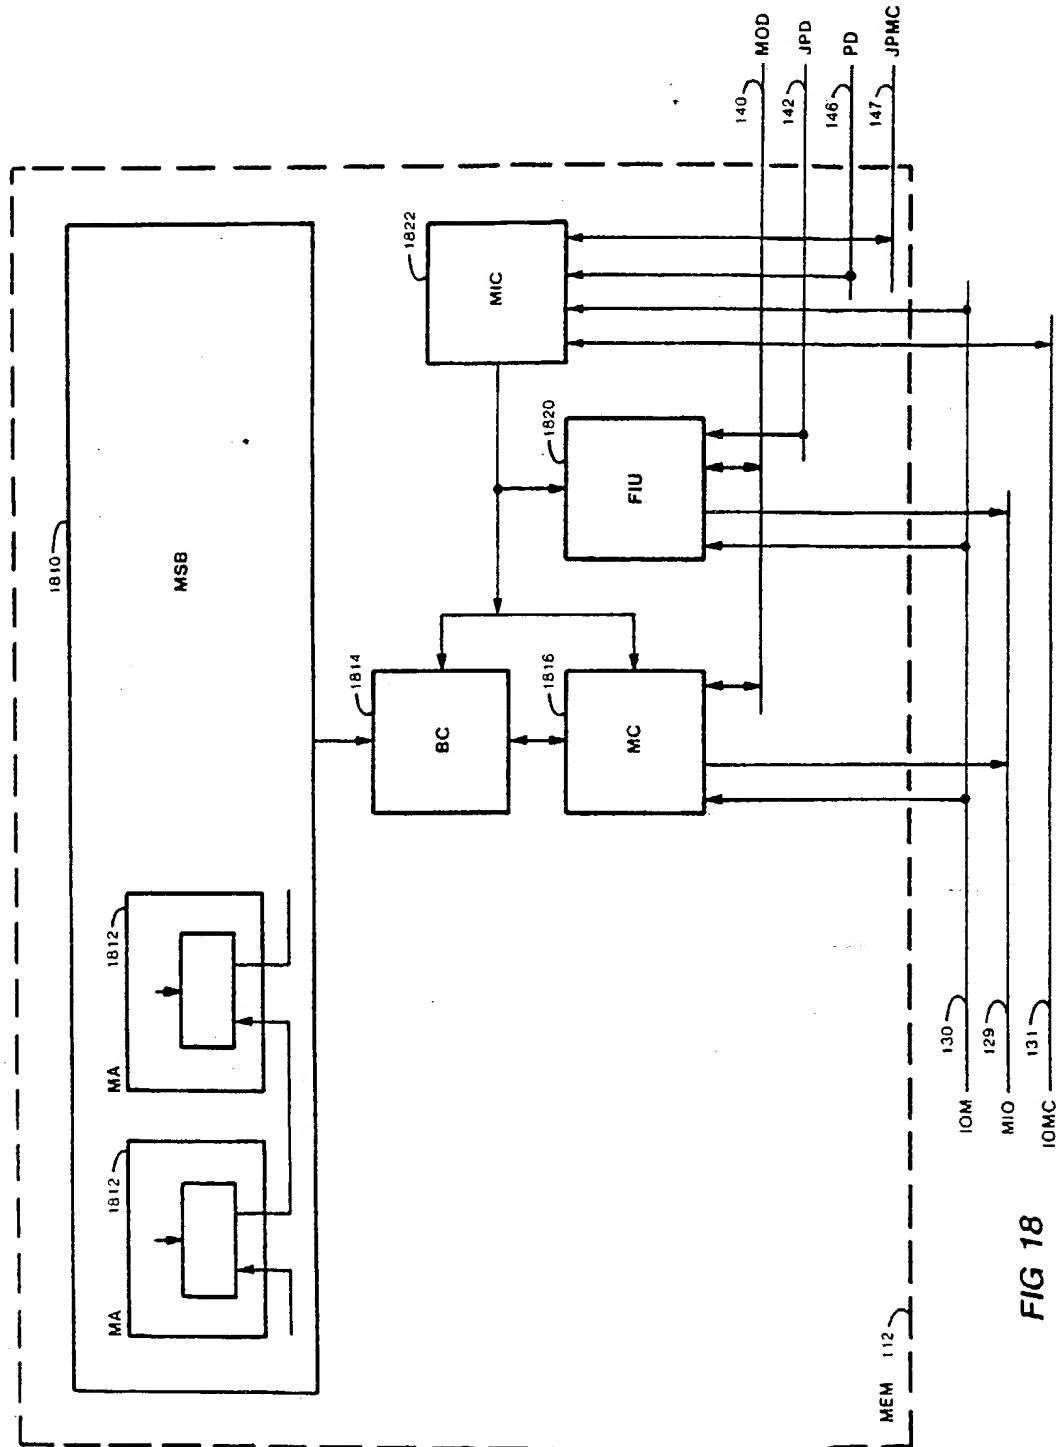 1810
MSB
MA
1812
MA
1812
1814
BC
1816
MC
1820
FIU
1822
MIC
140
MOD
142
JPD
146
PD
147
JPMC
IOM
130
MIO
129
IOMC
131
MEM 112
FIG 18